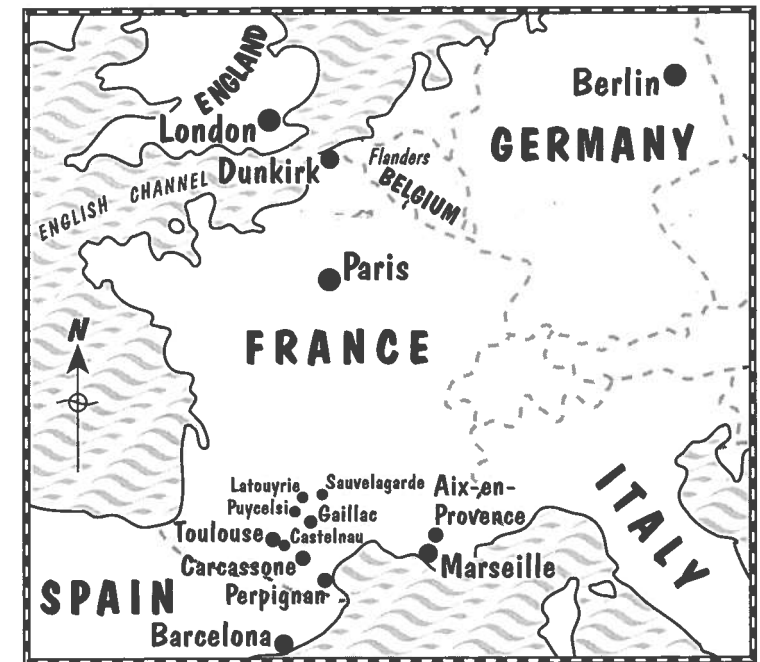 ENGLAND
Berlin
London
GERMANY
Flanders
Dunkirk
BELGIUM
ENGLISH CHANNEL
Paris
N
FRANCE
Latouyrie
Sauvelagarde
Aix-en-
Provence
Puycelsi
Gaillac
Toulouse
Castelnau
ITALY
Carcassone
Marseille
SPAIN
Perpignan
Barcelona